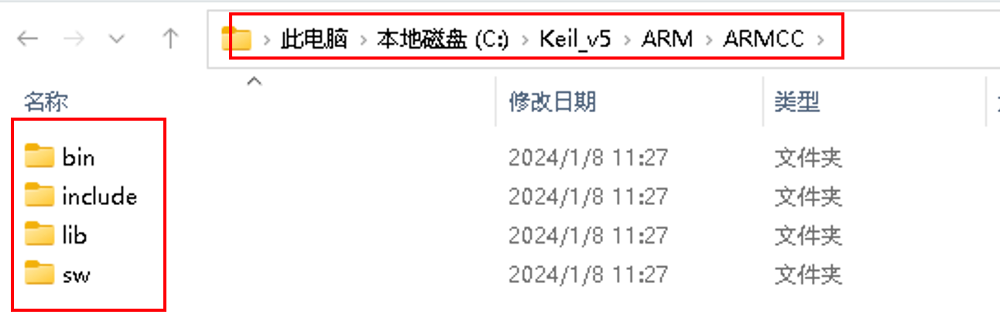 此电脑 › 本地磁盘 (C:) › Keil_v5 › ARM › ARMCC ›
名称 修改日期 类型
bin 2024/1/8 11:27 文件夹
include 2024/1/8 11:27 文件夹
lib 2024/1/8 11:27 文件夹
sw 2024/1/8 11:27 文件夹